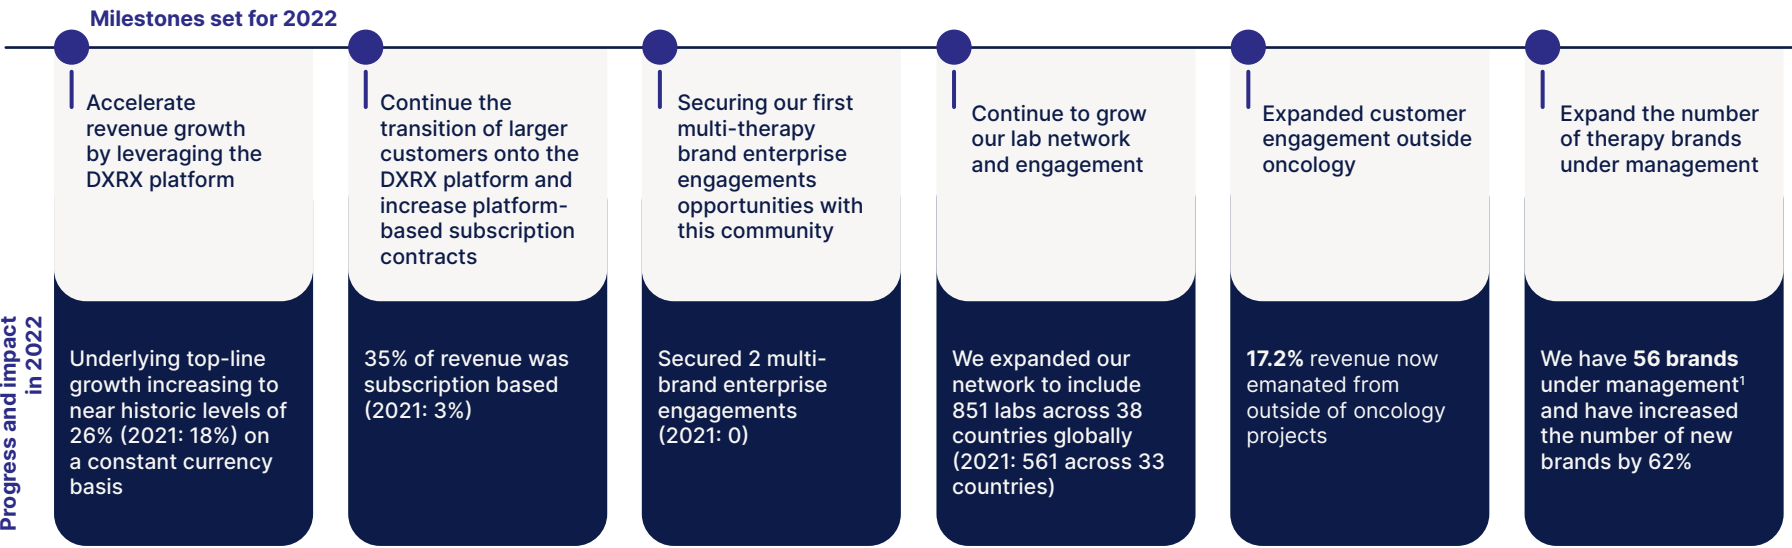 Milestones set for 2022
Accelerate
revenue growth
by leveraging the
DXRX platform
Continue the
transition of larger
customers onto the
DXRX platform and
increase platform-
based subscription
contracts
Securing our first
multi-therapy
brand enterprise
engagements
opportunities with
this community
Continue to grow
our lab network
and engagement
Expanded customer
engagement outside
oncology
Expand the number
of therapy brands
under management
Progress and impact
in 2022
Underlying top-line
growth increasing to
near historic levels of
26% (2021: 18%) on
a constant currency
basis
35% of revenue was
subscription based
(2021: 3%)
Secured 2 multi-
brand enterprise
engagements
(2021: 0)
We expanded our
network to include
851 labs across 38
countries globally
(2021: 561 across 33
countries)
17.2% revenue now
emanated from
outside of oncology
projects
We have 56 brands
under management¹
and have increased
the number of new
brands by 62%